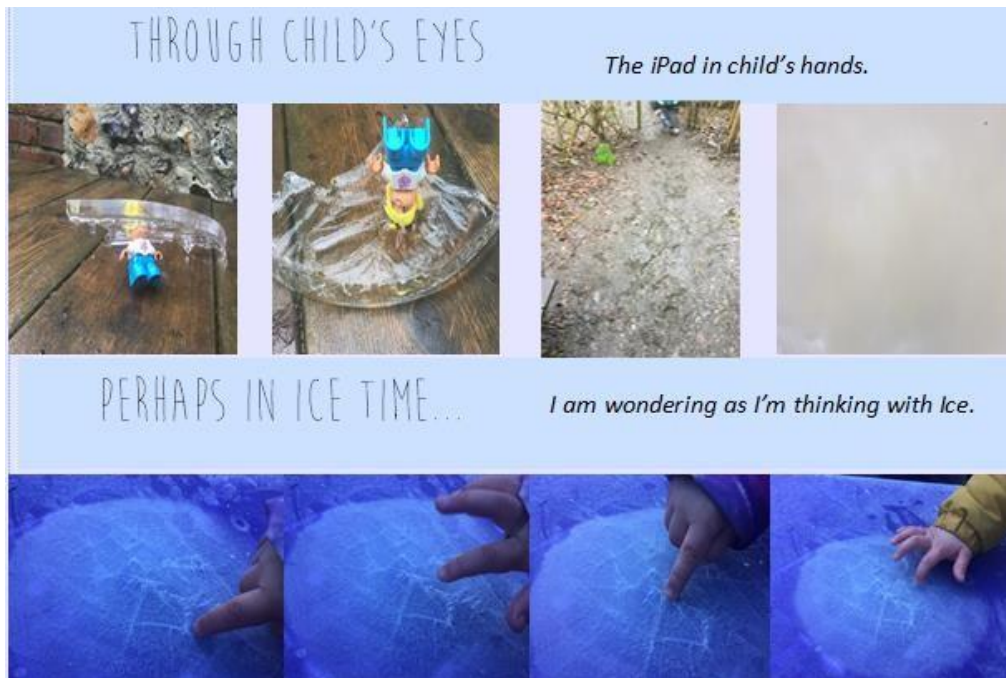 THROUGH CHILD'S EYES
The iPad in child's hands.
PERHAPS IN ICE TIME...
I am wondering as I'm thinking with Ice.